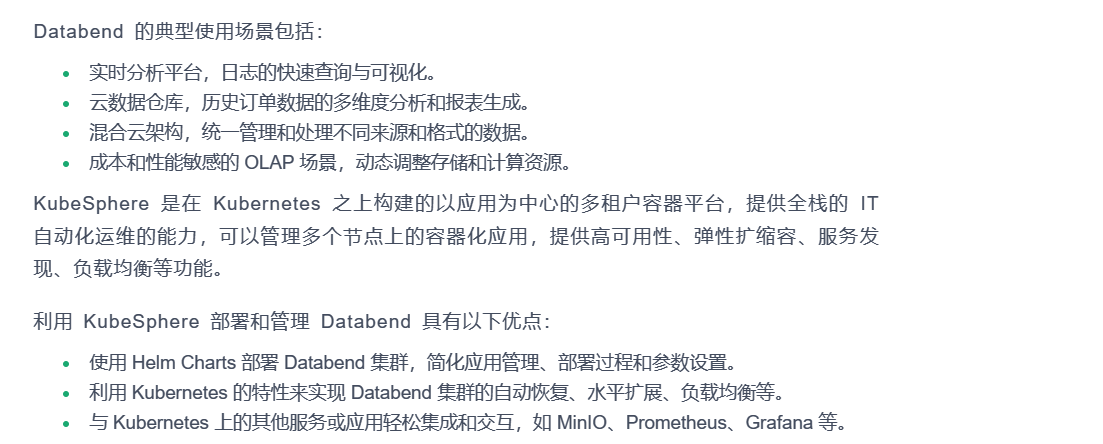 Databend 的典型使用场景包括：
实时分析平台，日志的快速查询与可视化。
云数据仓库，历史订单数据的多维度分析和报表生成。
混合云架构，统一管理和处理不同来源和格式的数据。
成本和性能敏感的 OLAP 场景，动态调整存储和计算资源。
KubeSphere 是在 Kubernetes 之上构建的以应用为中心的多租户容器平台，提供全栈的 IT
自动化运维的能力，可以管理多个节点上的容器化应用，提供高可用性、弹性扩缩容、服务发
现、负载均衡等功能。
利用 KubeSphere 部署和管理 Databend 具有以下优点：
使用 Helm Charts 部署 Databend 集群，简化应用管理、部署过程和参数设置。
利用 Kubernetes 的特性来实现 Databend 集群的自动恢复、水平扩展、负载均衡等。
与 Kubernetes 上的其他服务或应用轻松集成和交互，如 MinIO、Prometheus、Grafana 等。